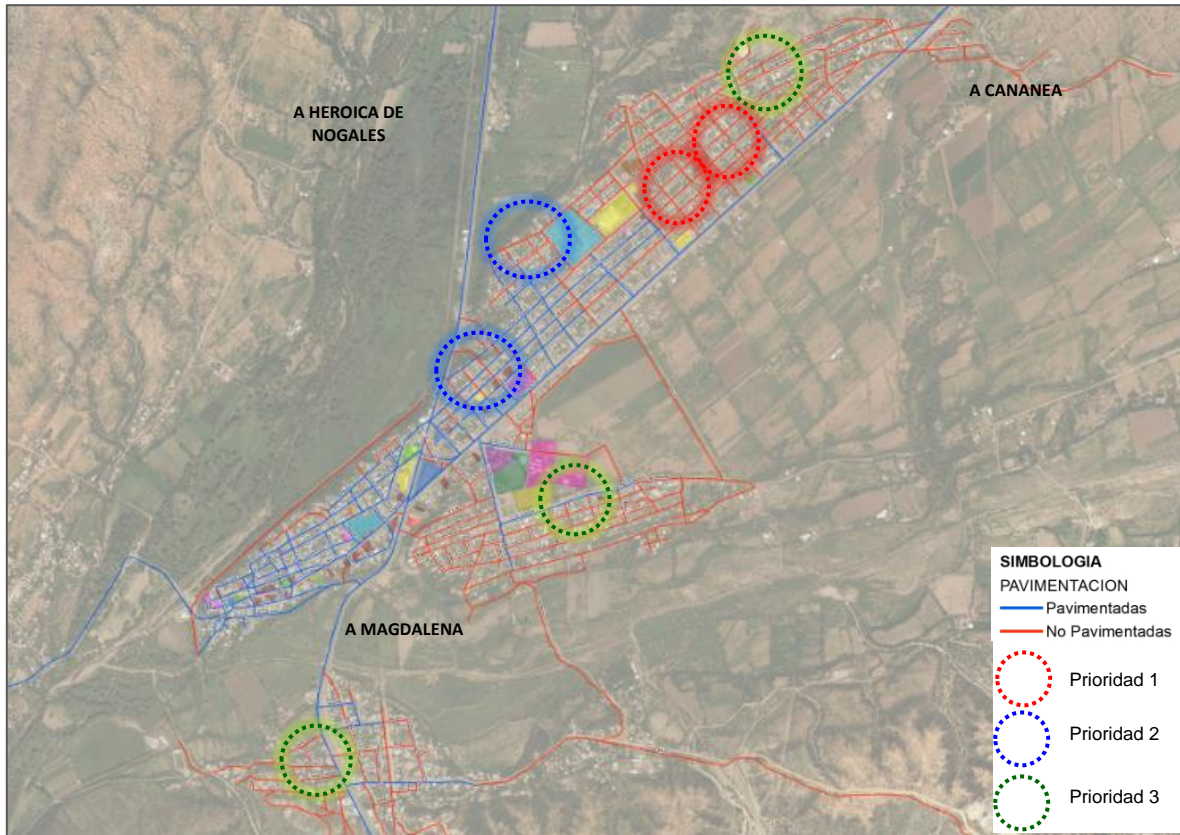 A HEROICA DE
NOGALES
A CANANEA
A MAGDALENA
SIMBOLOGIA
PAVIMENTACION
Pavimentadas
No Pavimentadas
Prioridad 1
Prioridad 2
Prioridad 3